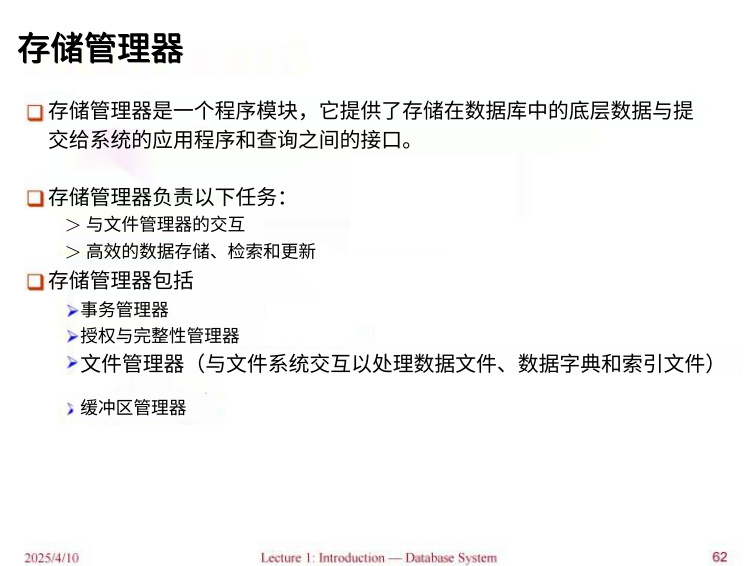 存储管理器
存储管理器是一个程序模块，它提供了存储在数据库中的底层数据与提
交给系统的应用程序和查询之间的接口。
存储管理器负责以下任务：
＞ 与文件管理器的交互
＞ 高效的数据存储、检索和更新
存储管理器包括
事务管理器
授权与完整性管理器
文件管理器（与文件系统交互以处理数据文件、数据字典和索引文件）
缓冲区管理器
2025/4/10 Lecture 1: Introduction — Database System 62